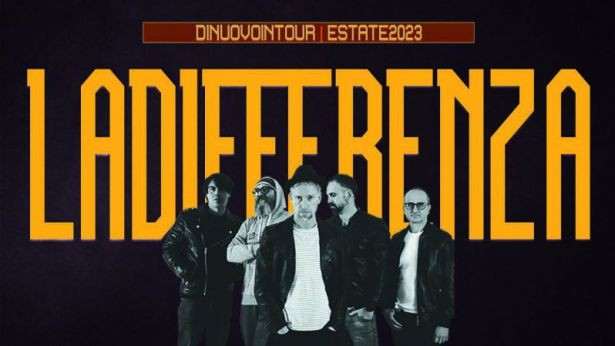 DINUOVOINTOUR | ESTATE2023
LADIFFERENZA